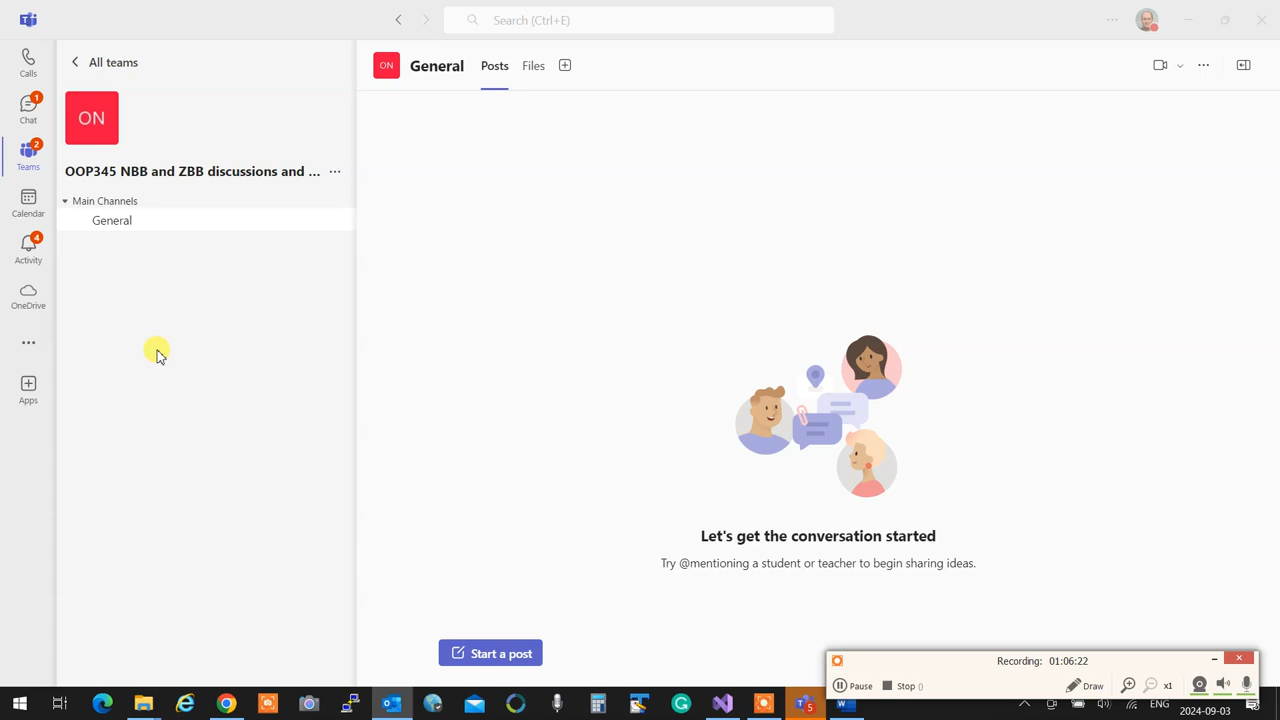 Search (Ctrl+E)
Calls
1
Chat
2
Teams
Calendar
4
Activity
OneDrive
Apps
All teams
ON
OOP345 NBB and ZBB discussions and ...
Main Channels
General
ON
General
Posts
Files
Let's get the conversation started
Try @mentioning a student or teacher to begin sharing ideas.
Start a post
Recording: 01:06:22
Pause
Stop ()
Draw
x1
5
ENG
2024-09-03